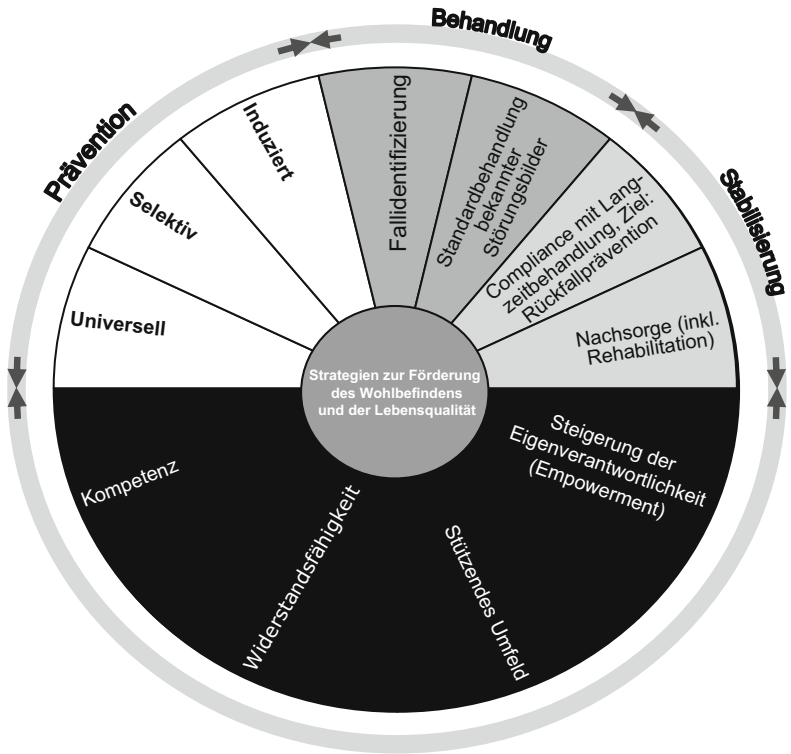 Behandlung
Prävention
Stabilisierung
Universell
Selektiv
Induziert
Fallidentifizierung
Standardbehandlung
bekannter
Störungsbilder
Compliance mit Lang-
zeitbehandlung, Ziel:
Rückfallprävention
Nachsorge (inkl.
Rehabilitation)
Strategien zur Förderung
des Wohlbefindens
und der Lebensqualität
Kompetenz
Widerstandsfähigkeit
Stützendes Umfeld
Steigerung der
Eigenverantwortlichkeit
(Empowerment)